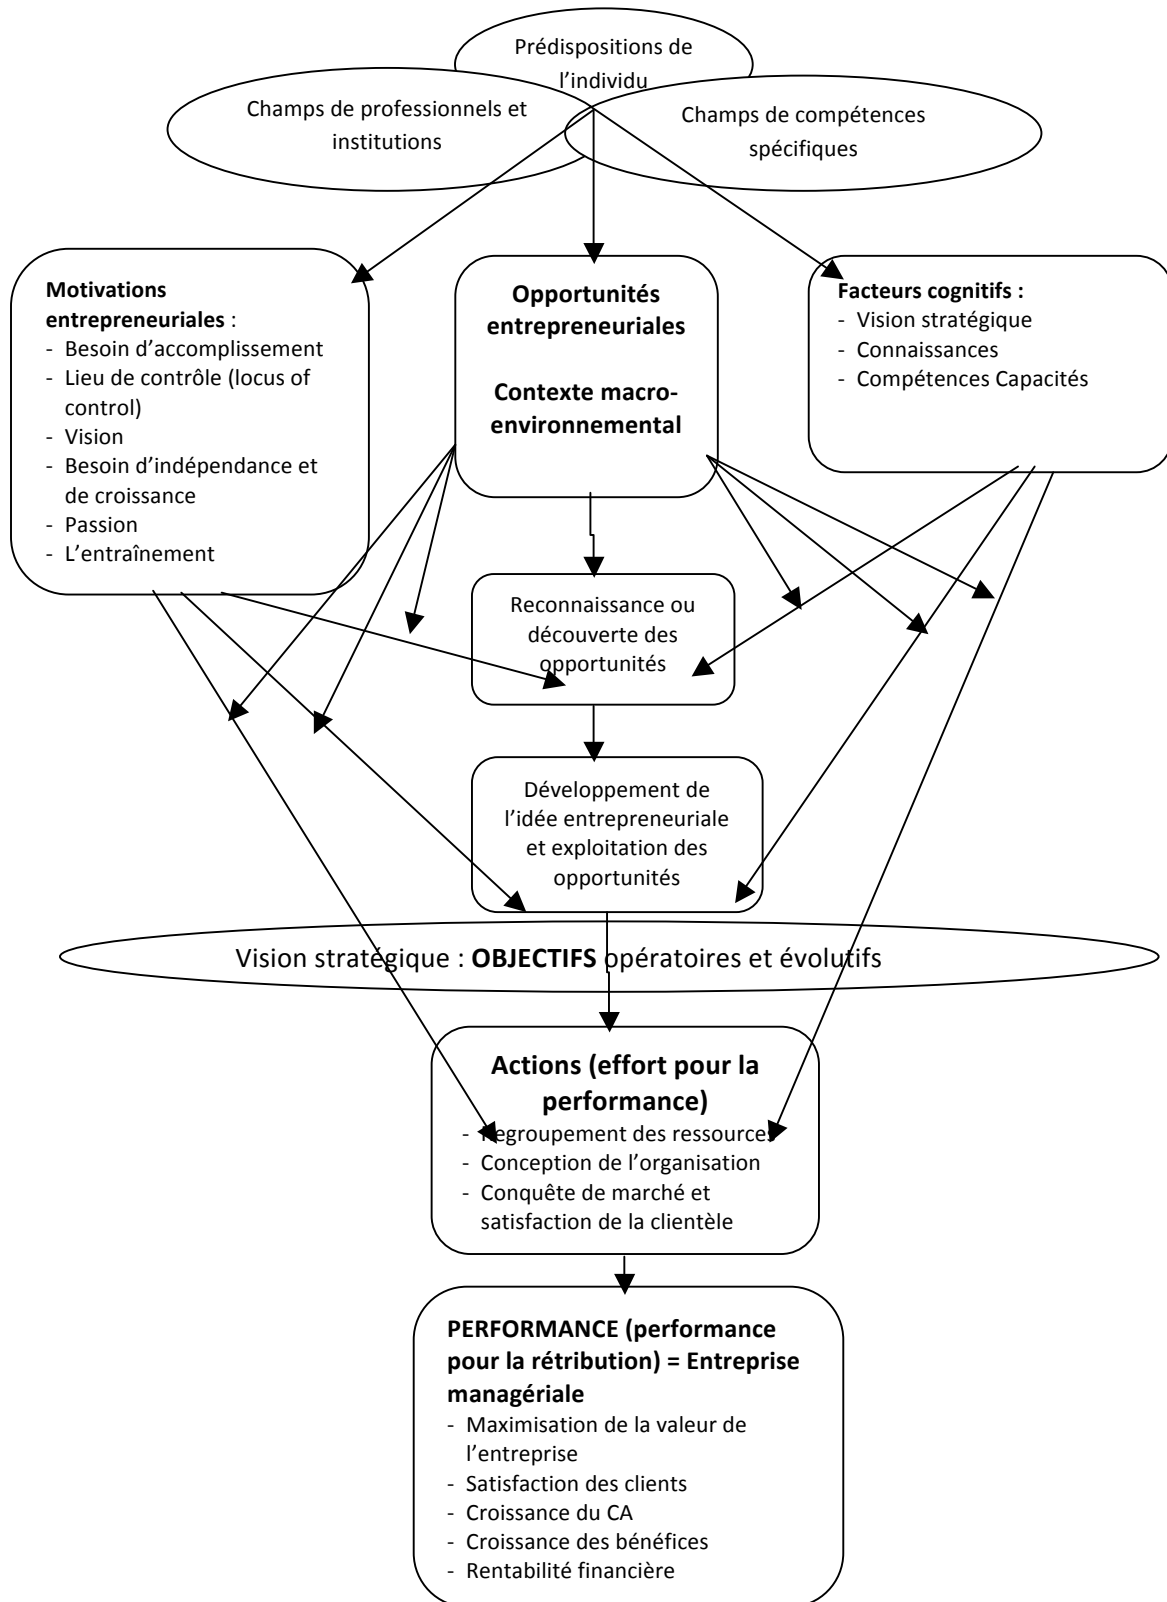 Prédispositions de
l’individu
Champs de professionnels et
institutions
Champs de compétences
spécifiques
Motivations
entrepreneuriales :
- Besoin d’accomplissement
- Lieu de contrôle (locus of
control)
- Vision
- Besoin d’indépendance et
de croissance
- Passion
- L’entraînement
Opportunités
entrepreneuriales
Contexte macro-
environnemental
Facteurs cognitifs :
- Vision stratégique
- Connaissances
- Compétences Capacités
Reconnaissance ou
découverte des
opportunités
Développement de
l’idée entrepreneuriale
et exploitation des
opportunités
Vision stratégique : OBJECTIFS opératoires et évolutifs
Actions (effort pour la
performance)
- Regroupement des ressources
- Conception de l’organisation
- Conquête de marché et
satisfaction de la clientèle
PERFORMANCE (performance
pour la rétribution) = Entreprise
managériale
- Maximisation de la valeur de
l’entreprise
- Satisfaction des clients
- Croissance du CA
- Croissance des bénéfices
- Rentabilité financière